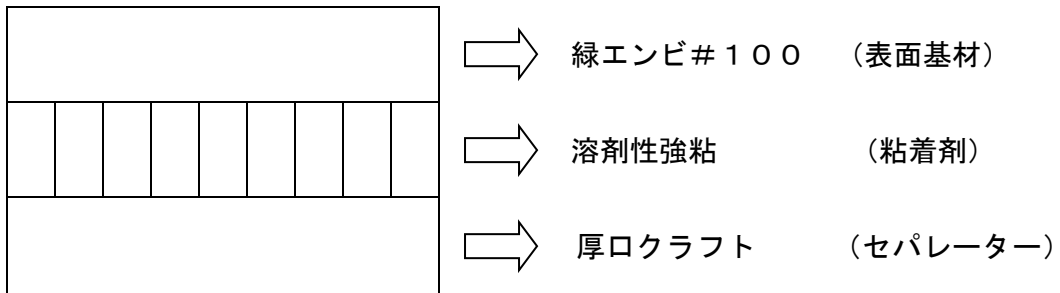 緑エンビ＃１００　（表面基材）
溶剤性強粘　（粘着剤）
厚口クラフト　（セパレーター）